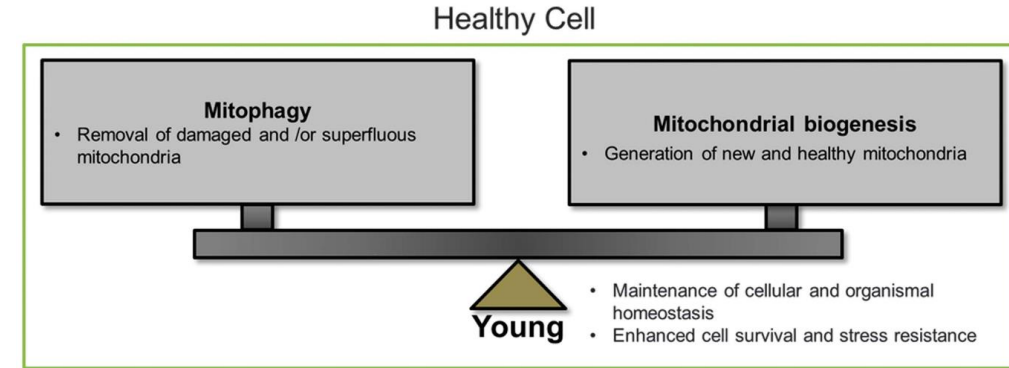 Healthy Cell
Mitophagy
• Removal of damaged and /or superfluous
mitochondria
Mitochondrial biogenesis
• Generation of new and healthy mitochondria
Young
• Maintenance of cellular and organismal
homeostasis
• Enhanced cell survival and stress resistance